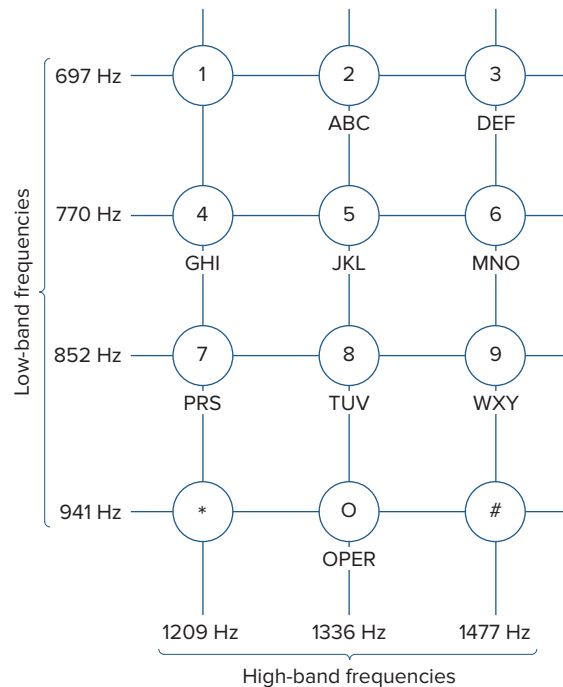 697 Hz 1 2 3
ABC DEF
770 Hz 4 5 6
GHI JKL MNO
Low-band frequencies
852 Hz 7 8 9
PRS TUV WXY
941 Hz * O #
OPER
1209 Hz 1336 Hz 1477 Hz
High-band frequencies